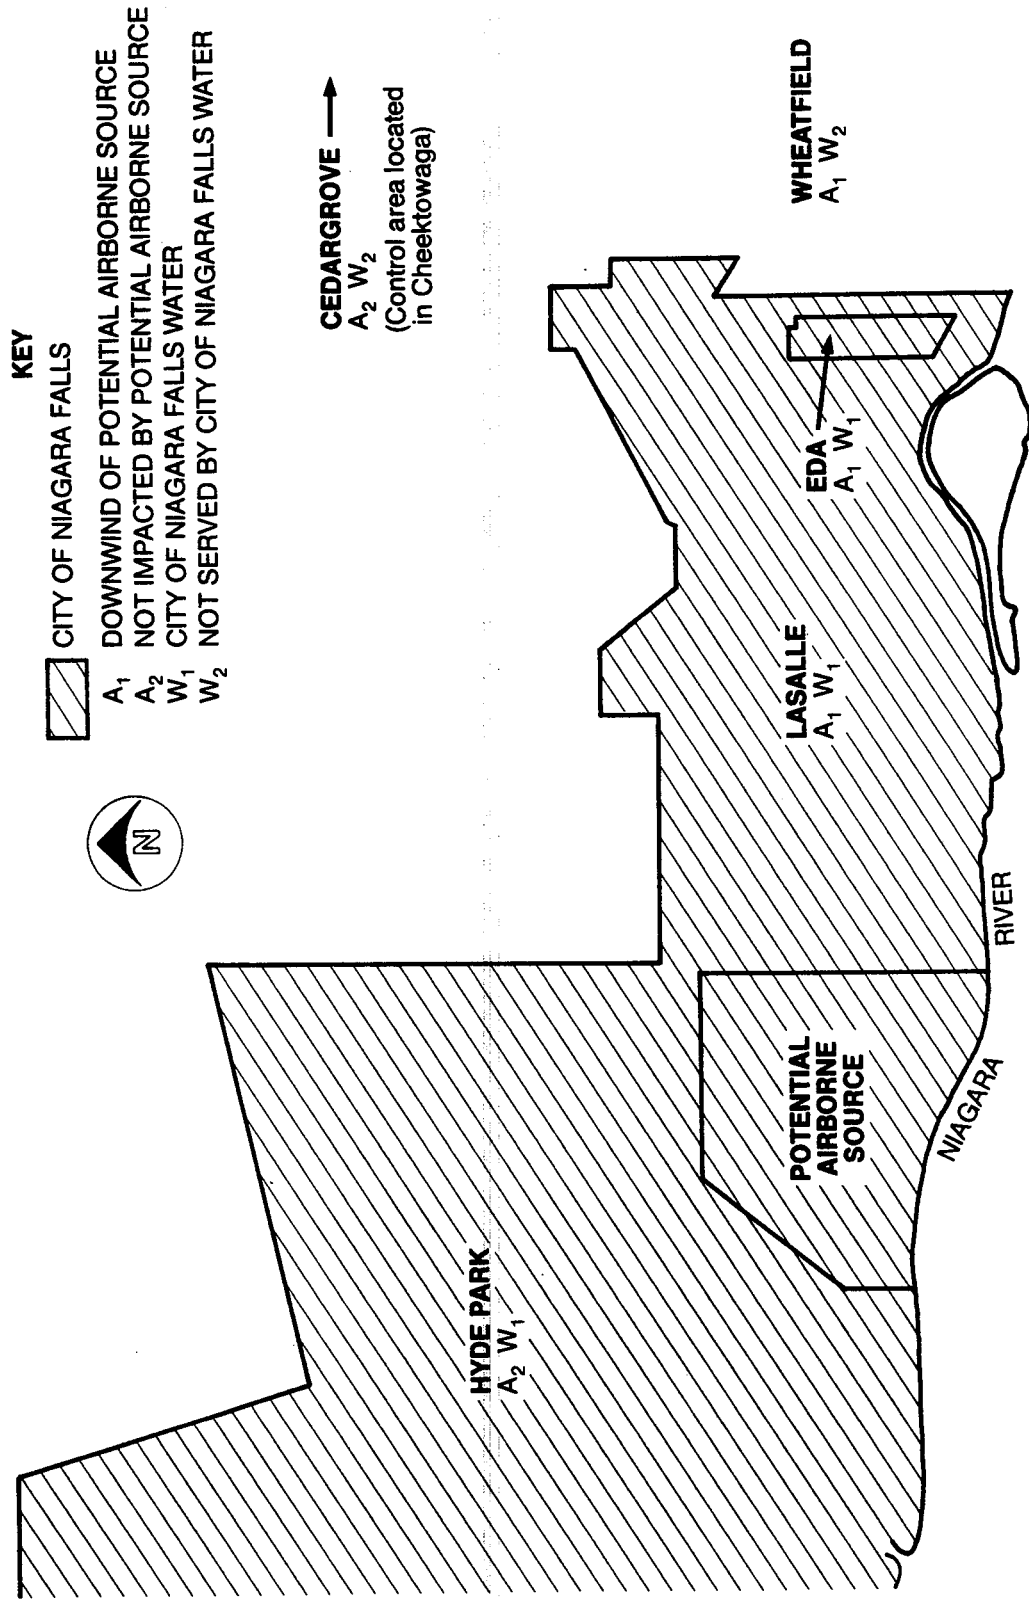 KEY
CITY OF NIAGARA FALLS
A1 DOWNWIND OF POTENTIAL AIRBORNE SOURCE
A2 NOT IMPACTED BY POTENTIAL AIRBORNE SOURCE
W1 CITY OF NIAGARA FALLS WATER
W2 NOT SERVED BY CITY OF NIAGARA FALLS WATER
N
CEDARGROVE
A2 W2
(Control area located
in Cheektowaga)
HYDE PARK
A2 W1
POTENTIAL
AIRBORNE
SOURCE
LASALLE
A1 W1
EDA
A1 W1
WHEATFIELD
A1 W2
NIAGARA
RIVER